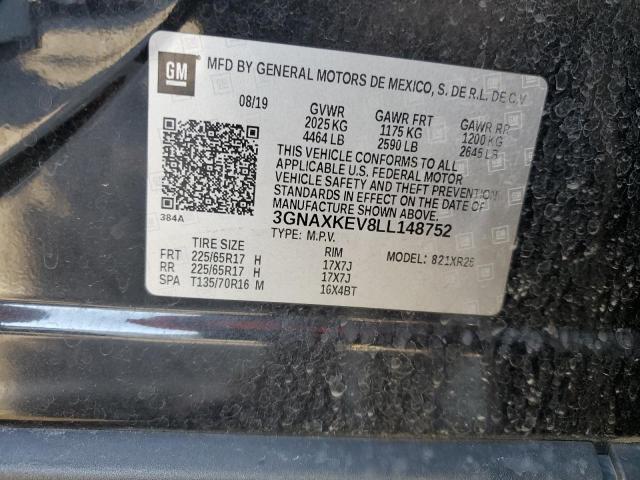 GM
MFD BY GENERAL MOTORS DE MEXICO, S. DE R.L. DE C.V
08/19 GVWR GAWR FRT GAWR RR
2025 KG 1175 KG 1200 KG
4464 LB 2590 LB 2645 LB
THIS VEHICLE CONFORMS TO ALL
APPLICABLE U.S. FEDERAL MOTOR
VEHICLE SAFETY AND THEFT PREVENTION
STANDARDS IN EFFECT ON THE DATE OF
MANUFACTURE SHOWN ABOVE.
384A
3GNAXKEV8LL148752
TYPE: M.P.V.
TIRE SIZE RIM MODEL: 821XR26
FRT 225/65R17 H 17X7J
RR 225/65R17 H 17X7J
SPA T135/70R16 M 16X4BT